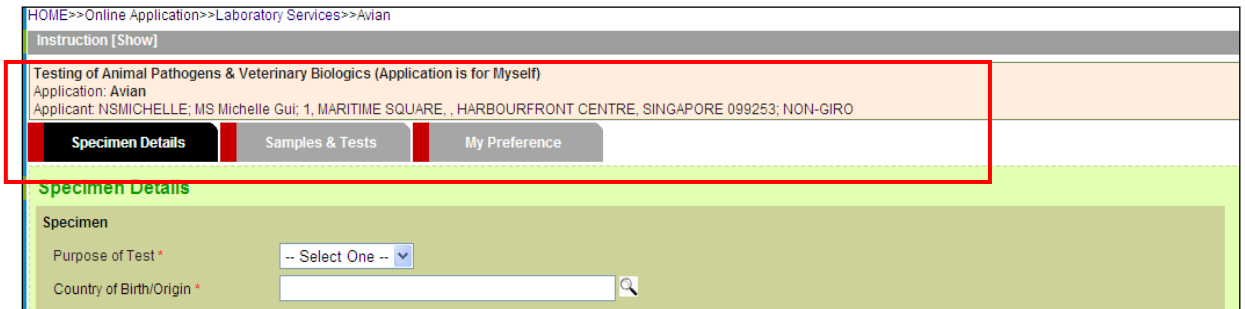 HOME>>Online Application>>Laboratory Services>>Avian
Instruction [Show]
Testing of Animal Pathogens & Veterinary Biologics (Application is for Myself)
Application: Avian
Applicant: NSMICHELLE; MS Michelle Gui; 1, MARITIME SQUARE, , HARBOURFRONT CENTRE, SINGAPORE 099253; NON-GIRO
Specimen Details Samples & Tests My Preference
Specimen Details
Specimen
Purpose of Test * -- Select One --
Country of Birth/Origin *